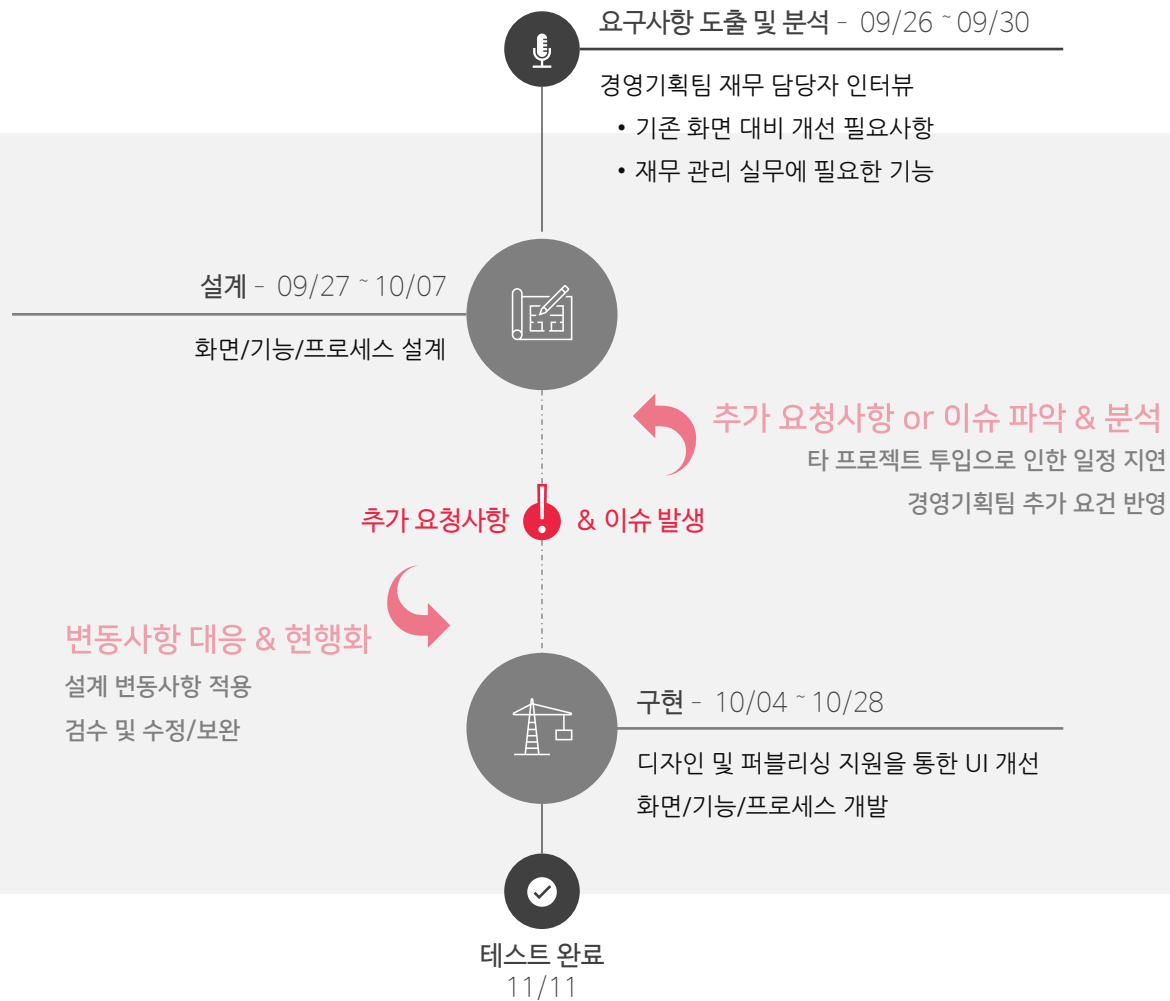 요구사항 도출 및 분석 - 09/26 ~ 09/30
경영기획팀 재무 담당자 인터뷰
• 기존 화면 대비 개선 필요사항
• 재무 관리 실무에 필요한 기능
설계 - 09/27 ~ 10/07
화면/기능/프로세스 설계
추가 요청사항 or 이슈 파악 & 분석
타 프로젝트 투입으로 인한 일정 지연
경영기획팀 추가 요건 반영
추가 요청사항 & 이슈 발생
변동사항 대응 & 현행화
설계 변동사항 적용
검수 및 수정/보완
구현 - 10/04 ~ 10/28
디자인 및 퍼블리싱 지원을 통한 UI 개선
화면/기능/프로세스 개발
테스트 완료
11/11